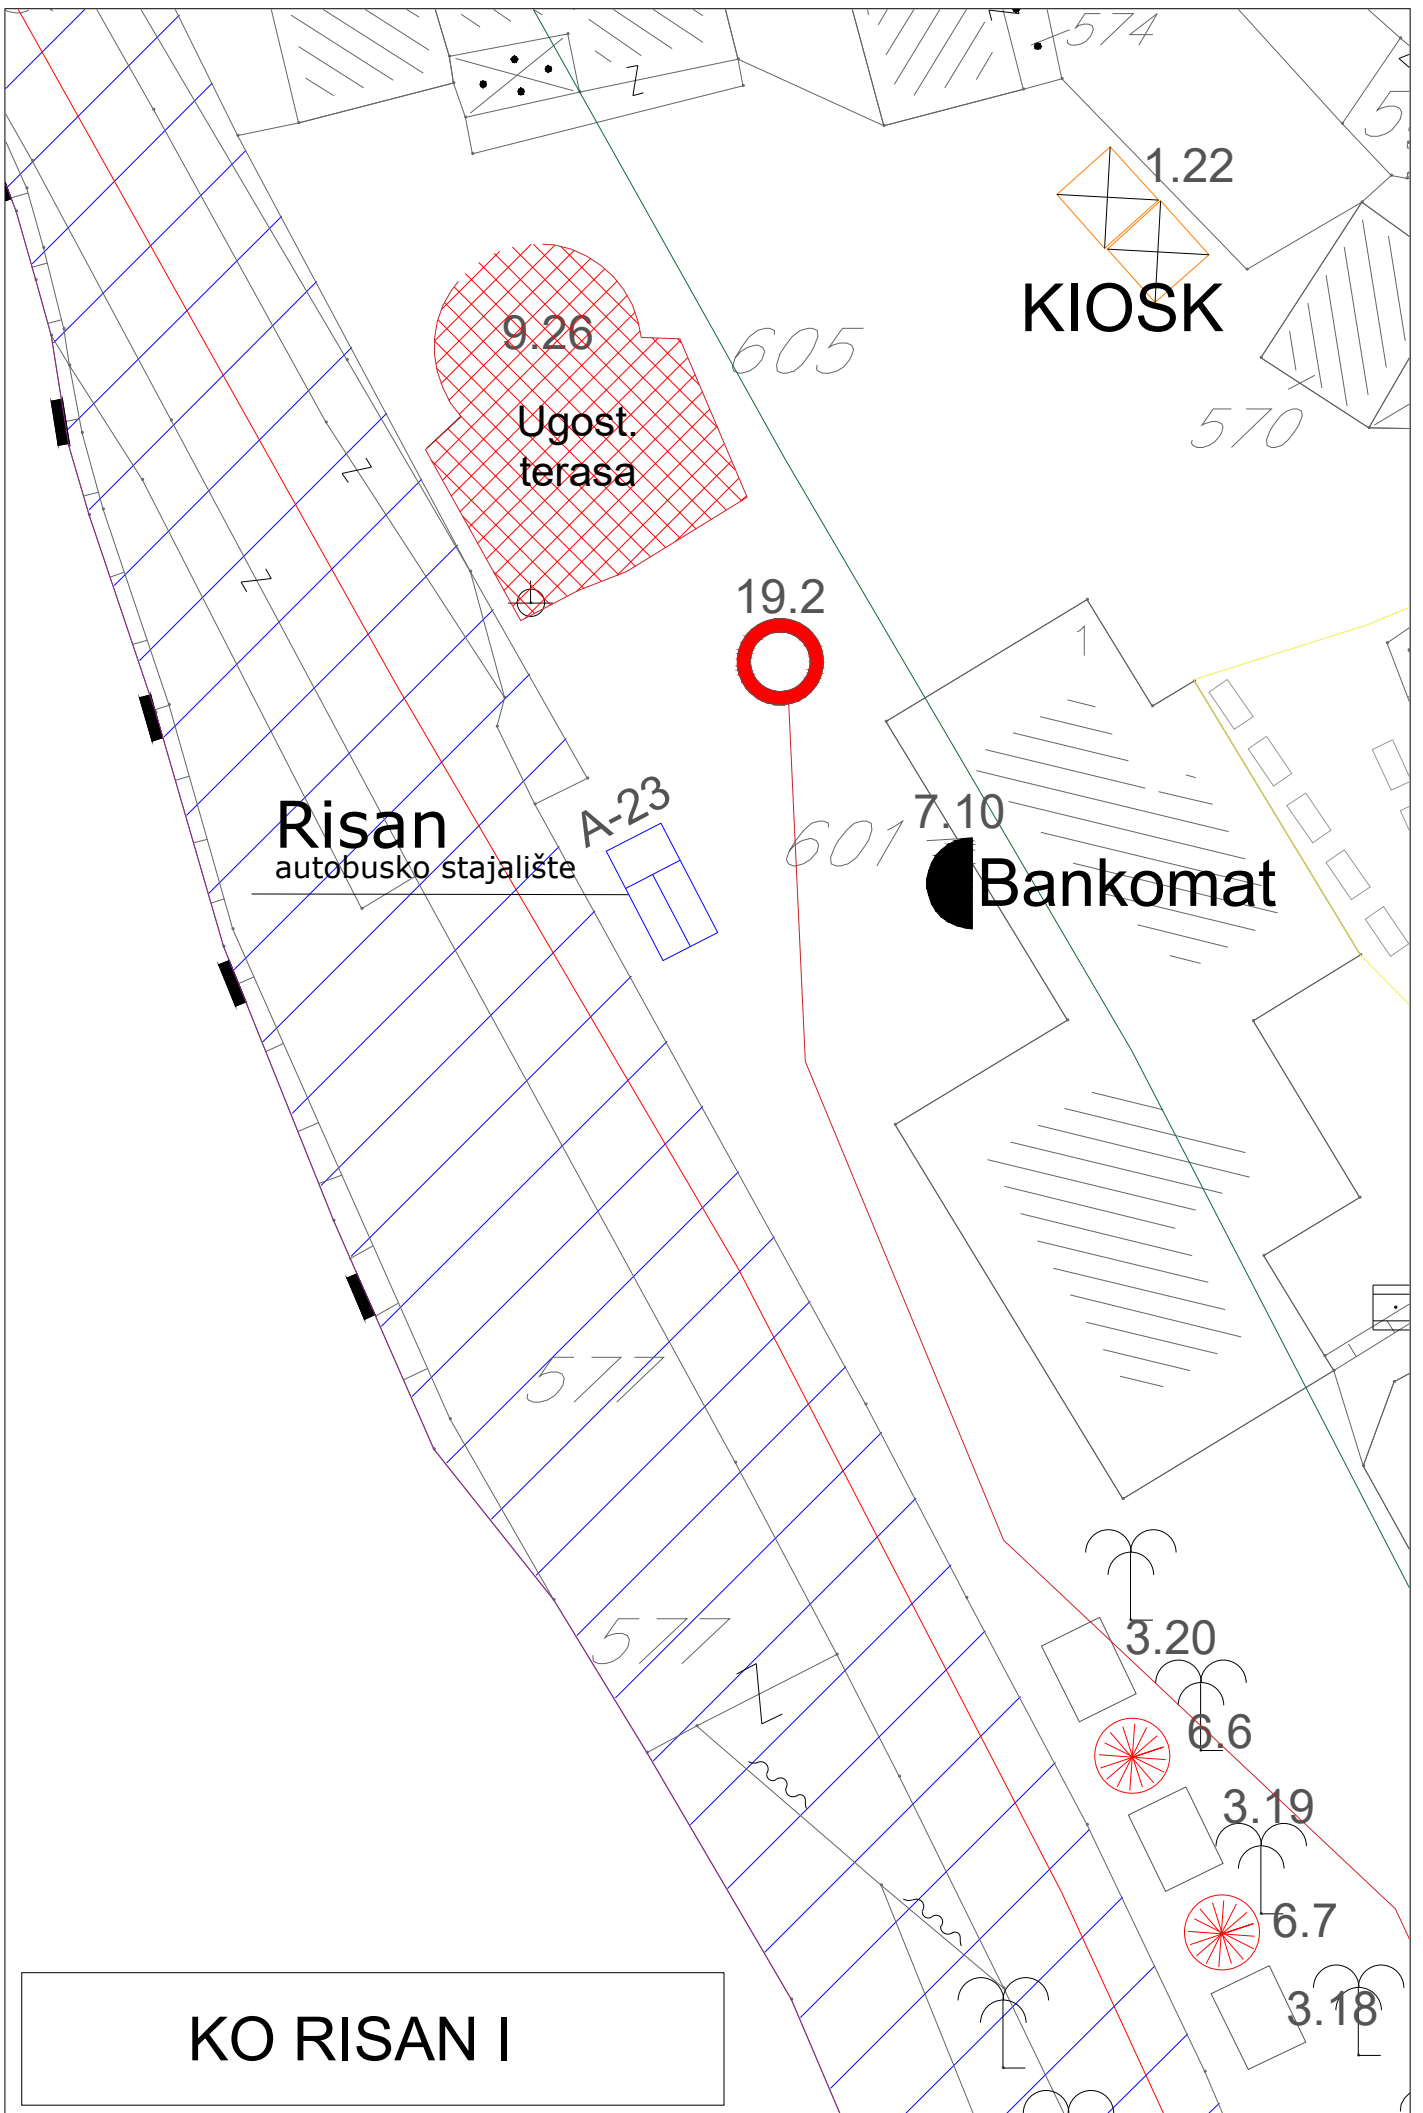 574
1.22
KIOSK
9.26
605
Ugost.
terasa
570
19.2
1
A-23
Risan
autobusko stajalište
601
7.10
Bankomat
577
577
3.20
6.6
3.19
6.7
3.18
KO RISAN I